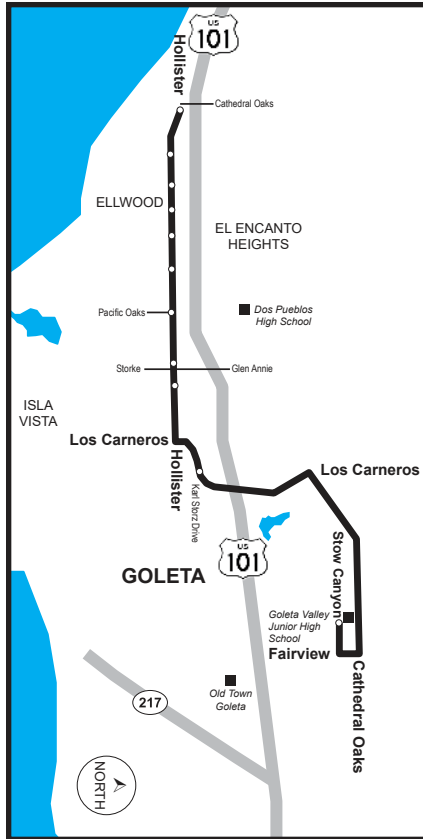 US
101
Hollister
Cathedral Oaks
ELLWOOD
EL ENCANTO
HEIGHTS
Dos Pueblos
High School
Pacific Oaks
Storke
Glen Annie
ISLA
VISTA
Los Carneros
Hollister
Karl Storz Drive
Los Carneros
US
101
GOLETA
Stow Canyon
Goleta Valley
Junior High
School
Fairview
Cathedral Oaks
Old Town
Goleta
217
NORTH